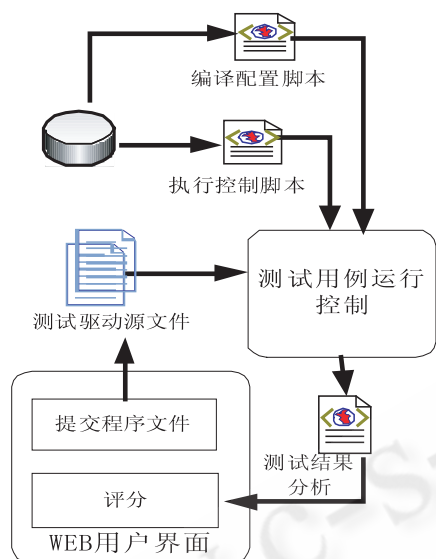 编译配置脚本
执行控制脚本
测试用例运行
控制
测试驱动源文件
提交程序文件
测试结果
分析
评分
WEB用户界面